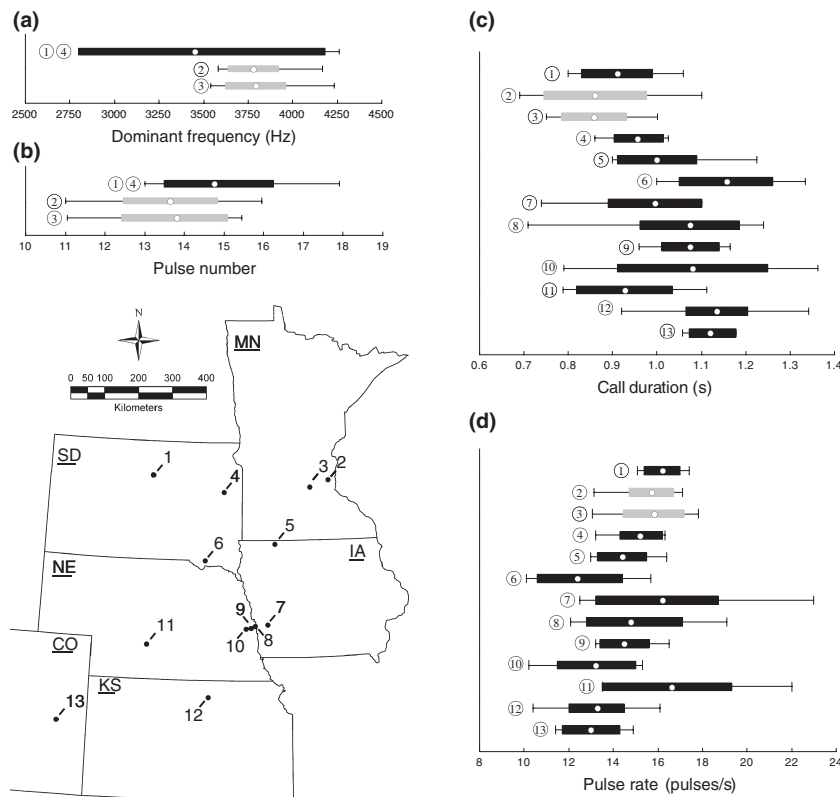 (a)
① ④
②
③
2500 2750 3000 3250 3500 3750 4000 4250 4500
Dominant frequency (Hz)
(b)
① ④
②
③
10 11 12 13 14 15 16 17 18 19
Pulse number
N
0 50 100 200 300 400
Kilometers
MN
SD
1
4
3 2
5
6
IA
NE
9 7
10 8
11
CO
KS
13
12
(c)
①
②
③
④
⑤
⑥
⑦
⑧
⑨
⑩
⑪
⑫
⑬
0.6 0.7 0.8 0.9 1.0 1.1 1.2 1.3 1.4
Call duration (s)
(d)
①
②
③
④
⑤
⑥
⑦
⑧
⑨
⑩
⑪
⑫
⑬
8 10 12 14 16 18 20 22 24
Pulse rate (pulses/s)